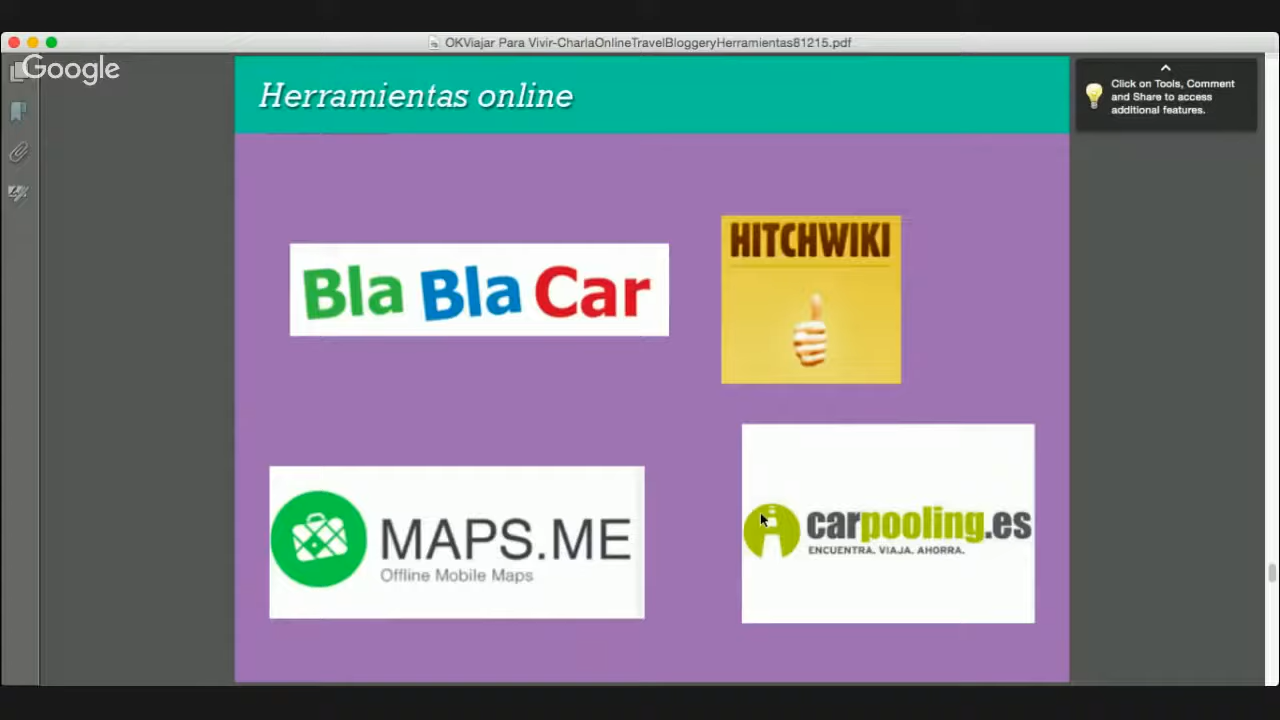 OKViajar Para Vivir-CharlaOnlineTravelBloggeryHerramientas81215.pdf
Google
Herramientas online
Click on Tools, Comment
and Share to access
additional features.
Bla Bla Car
HITCHWIKI
MAPS.ME
Offline Mobile Maps
carpooling.es
ENCUENTRA. VIAJA. AHORRA.